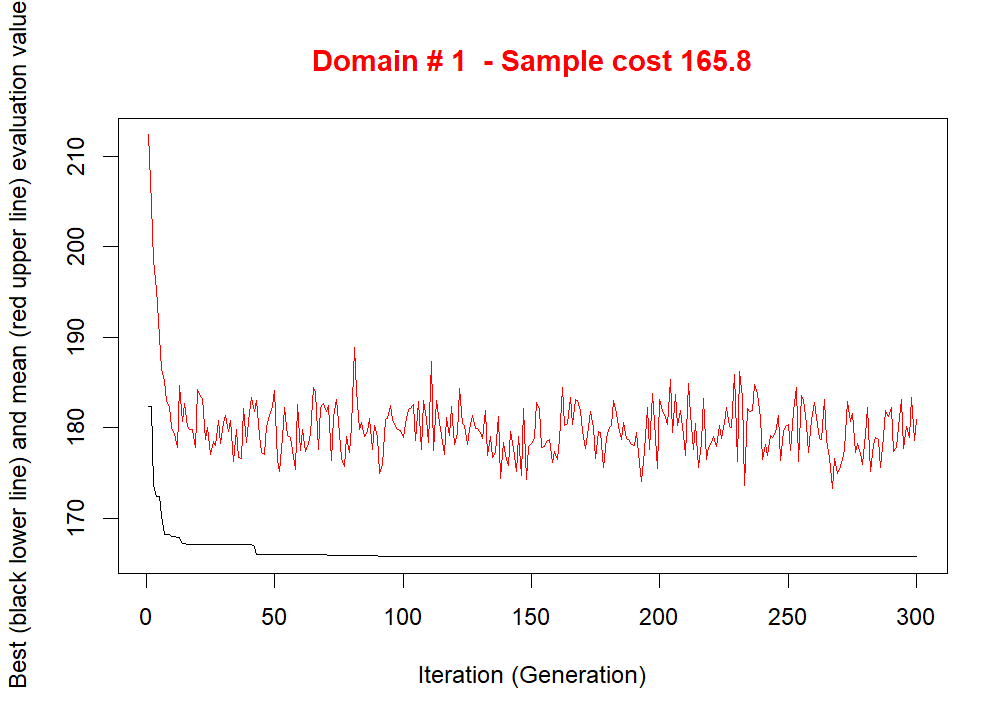 Domain # 1  - Sample cost 165.8
Best (black lower line) and mean (red upper line) evaluation value
210
200
190
180
170
0 50 100 150 200 250 300
Iteration (Generation)